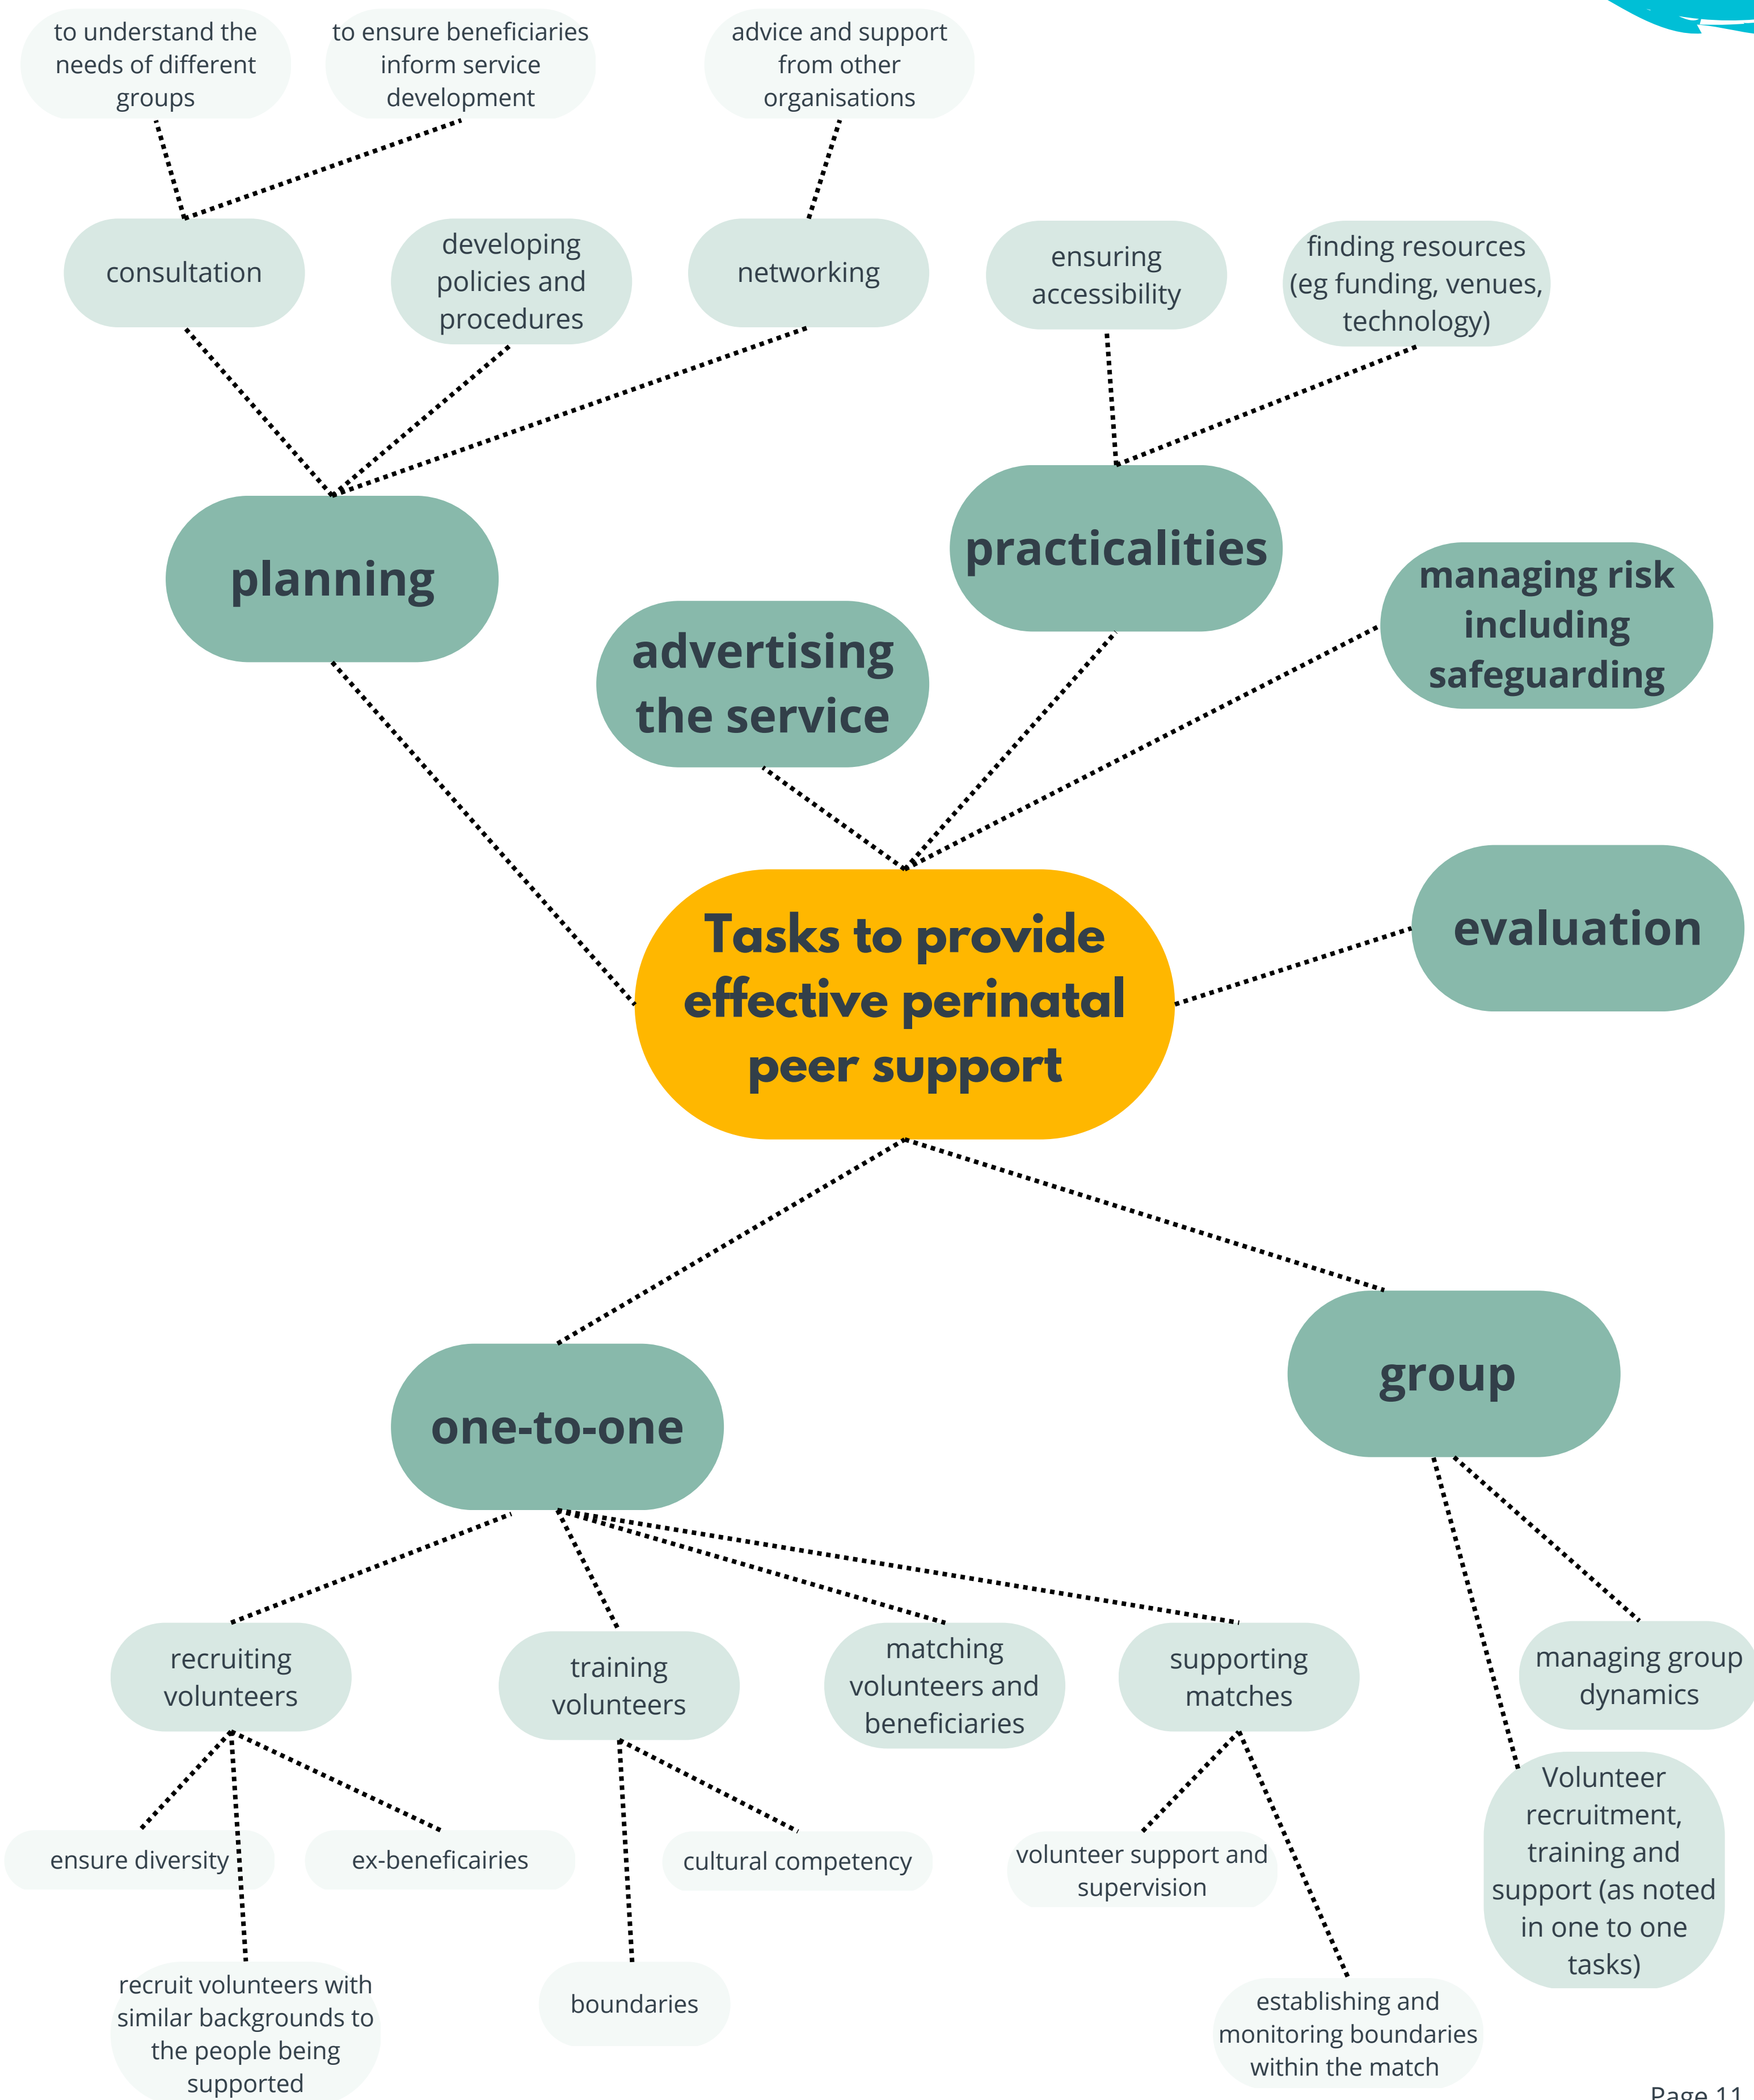 to understand the
needs of different
groups
to ensure beneficiaries
inform service
development
advice and support
from other
organisations
consultation
developing
policies and
procedures
networking
ensuring
accessibility
finding resources
(eg funding, venues,
technology)
planning
practicalities
advertising
the service
managing risk
including
safeguarding
Tasks to provide
effective perinatal
peer support
evaluation
one-to-one
group
recruiting
volunteers
training
volunteers
matching
volunteers and
beneficiaries
supporting
matches
managing group
dynamics
Volunteer
recruitment,
training and
support (as noted
in one to one
tasks)
ensure diversity
ex-beneficairies
cultural competency
volunteer support and
supervision
recruit volunteers with
similar backgrounds to
the people being
supported
boundaries
establishing and
monitoring boundaries
within the match
Page 11